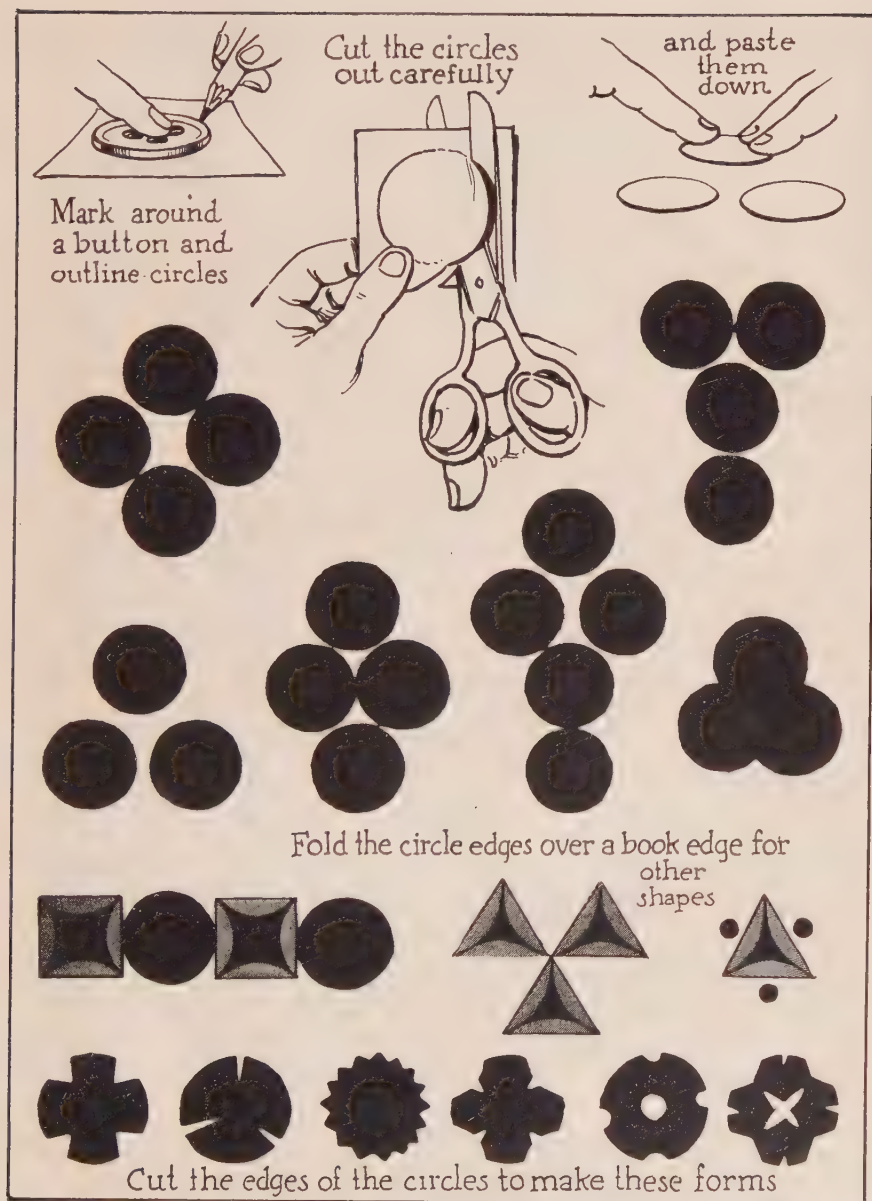 Cut the circles
out carefully
and paste
them
down
Mark around
a button and
outline circles
Fold the circle edges over a book edge for
other
shapes
Cut the edges of the circles to make these forms